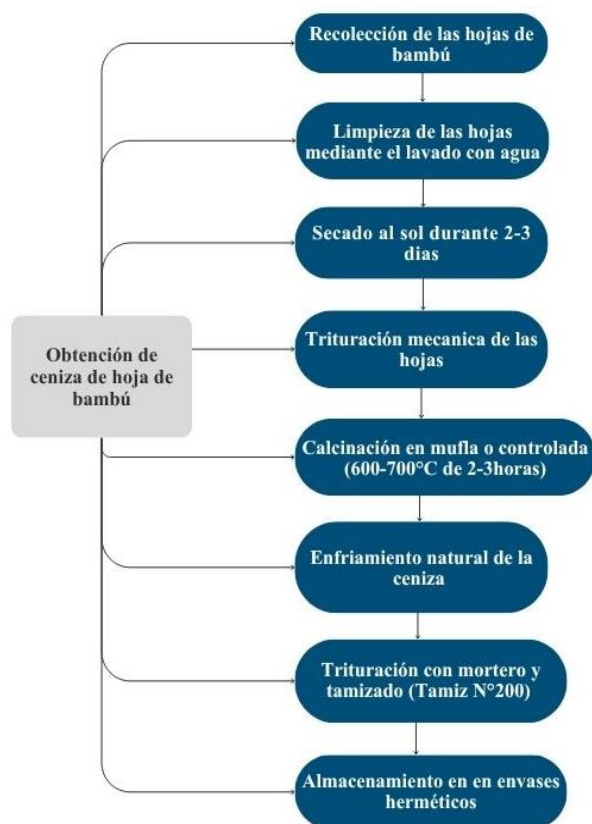 Recolección de las hojas de
bambú
Limpieza de las hojas
mediante el lavado con agua
Secado al sol durante 2-3
dias
Obtención de
ceniza de hoja de
bambú
Trituración mecanica de las
hojas
Calcinación en mufla o controlada
(600-700°C de 2-3horas)
Enfriamiento natural de la
ceniza
Trituración con mortero y
tamizado (Tamiz N°200)
Almacenamiento en en envases
herméticos